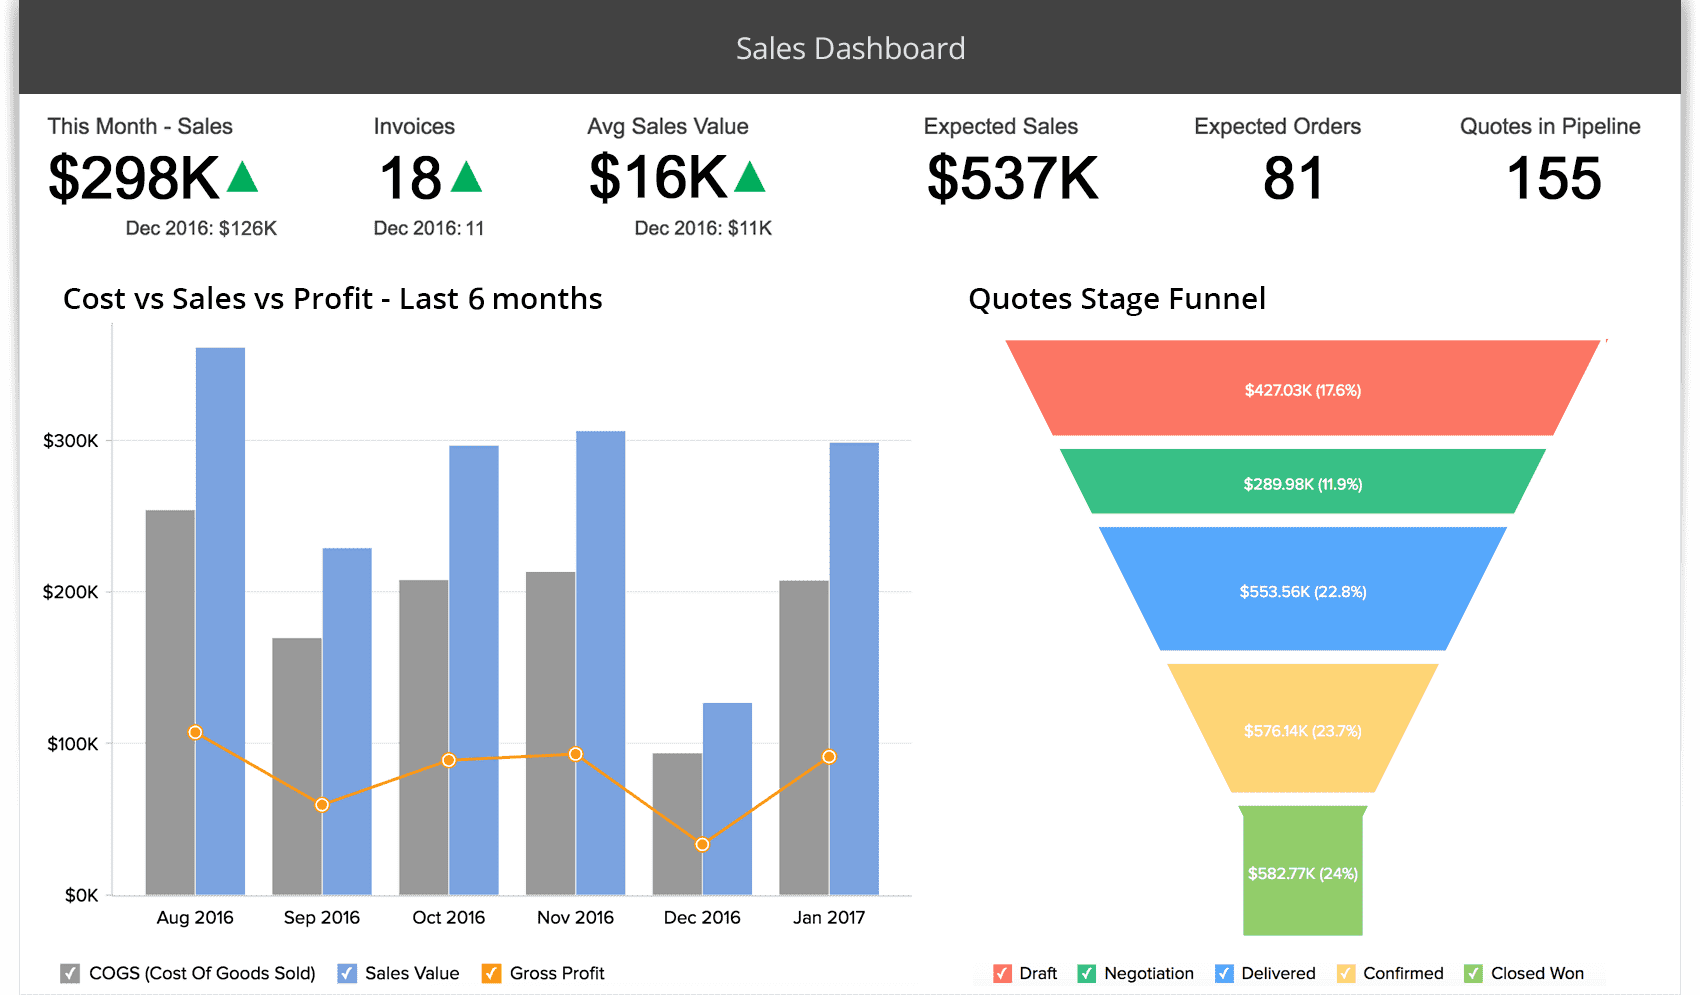 Sales Dashboard
This Month - Sales
$298K
Dec 2016: $126K
Invoices
18
Dec 2016: 11
Avg Sales Value
$16K
Dec 2016: $11K
Expected Sales
$537K
Expected Orders
81
Quotes in Pipeline
155
Cost vs Sales vs Profit - Last 6 months
$300K
$200K
$100K
$0K
Aug 2016
Sep 2016
Oct 2016
Nov 2016
Dec 2016
Jan 2017
COGS (Cost Of Goods Sold)
Sales Value
Gross Profit
Quotes Stage Funnel
$427.03K (17.6%)
$289.98K (11.9%)
$553.56K (22.8%)
$576.14K (23.7%)
$582.77K (24%)
Draft
Negotiation
Delivered
Confirmed
Closed Won